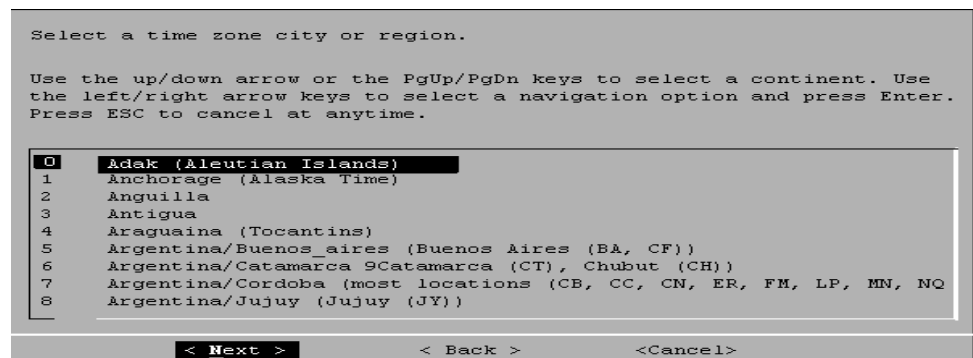 Select a time zone city or region.
Use the up/down arrow or the PgUp/PgDn keys to select a continent. Use
the left/right arrow keys to select a navigation option and press Enter.
Press ESC to cancel at anytime.
0 Adak (Aleutian Islands)
1 Anchorage (Alaska Time)
2 Anguilla
3 Antigua
4 Araguaina (Tocantins)
5 Argentina/Buenos_aires (Buenos Aires (BA, CF))
6 Argentina/Catamarca 9Catamarca (CT), Chubut (CH))
7 Argentina/Cordoba (most locations (CB, CC, CN, ER, FM, LP, MN, NQ
8 Argentina/Jujuy (Jujuy (JY))
< Next > < Back > <Cancel>